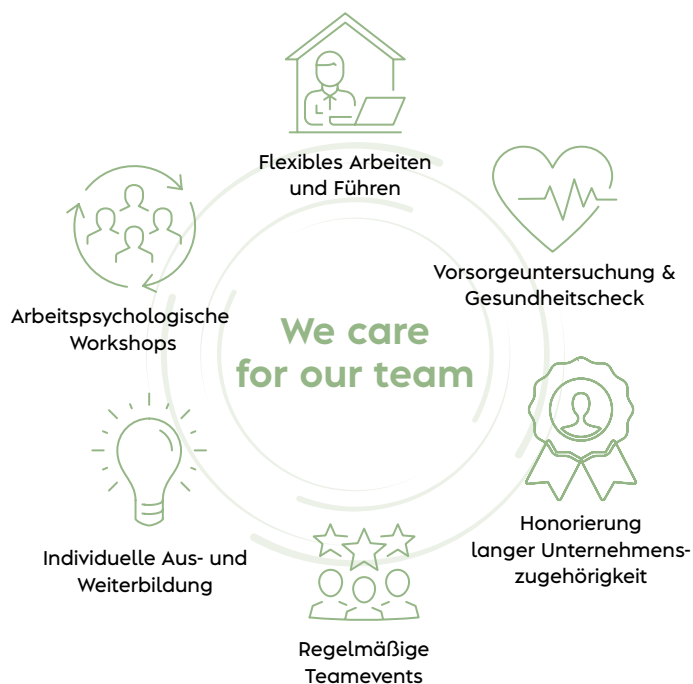 Flexibles Arbeiten
und Führen
Vorsorgeuntersuchung &
Gesundheitscheck
Arbeitspsychologische
Workshops
We care
for our team
Honorierung
langer Unternehmens-
zugehörigkeit
Individuelle Aus- und
Weiterbildung
Regelmäßige
Teamevents